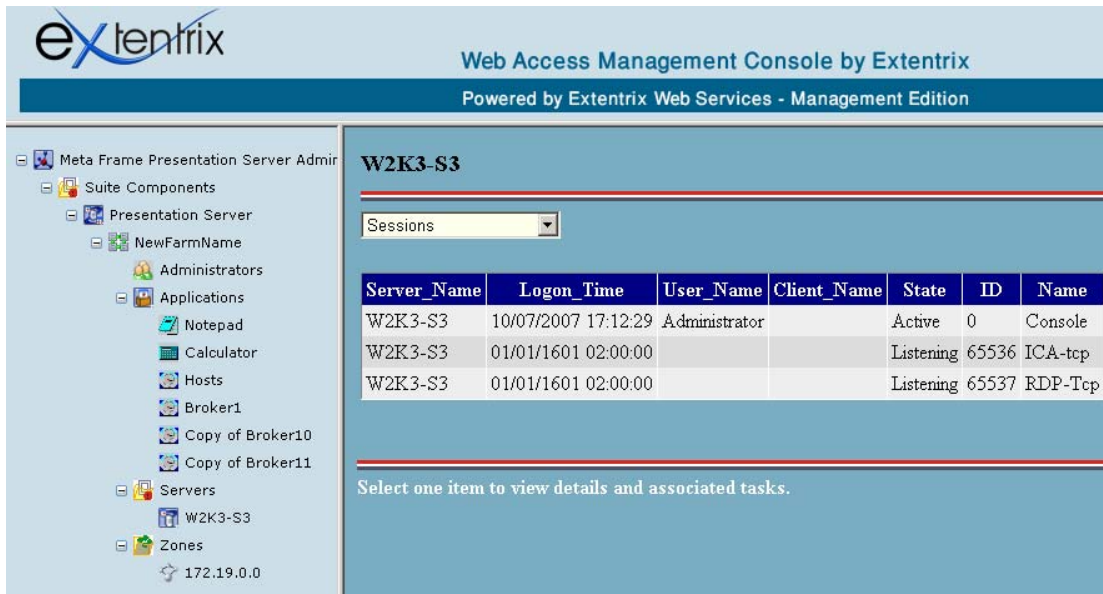 extentrix
Web Access Management Console by Extentrix
Powered by Extentrix Web Services - Management Edition
Meta Frame Presentation Server Admir
Suite Components
Presentation Server
NewFarmName
Administrators
Applications
Notepad
Calculator
Hosts
Broker1
Copy of Broker10
Copy of Broker11
Servers
W2K3-S3
Zones
172.19.0.0
W2K3-S3
Sessions
Server_Name Logon_Time User_Name Client_Name State ID Name
W2K3-S3 10/07/2007 17:12:29 Administrator Active 0 Console
W2K3-S3 01/01/1601 02:00:00 Listening 65536 ICA-tcp
W2K3-S3 01/01/1601 02:00:00 Listening 65537 RDP-Tcp
Select one item to view details and associated tasks.